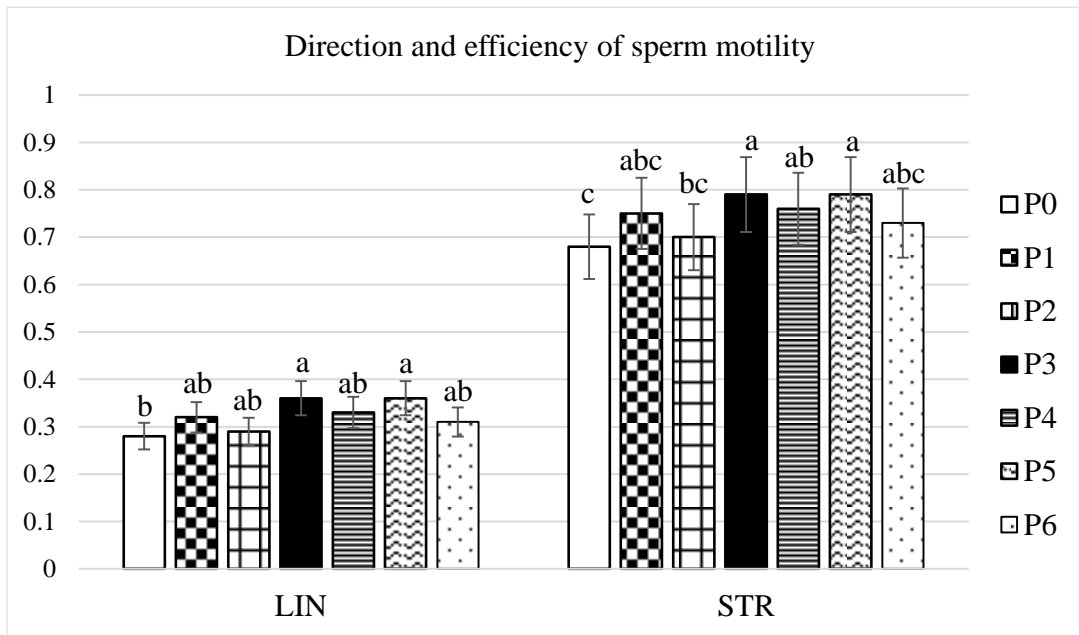 Direction and efficiency of sperm motility
1
0.9
0.8
0.7
0.6
0.5
0.4
0.3
0.2
0.1
0
b
ab
ab
a
ab
a
ab
c
abc
bc
a
ab
a
abc
LIN
STR
P0
P1
P2
P3
P4
P5
P6